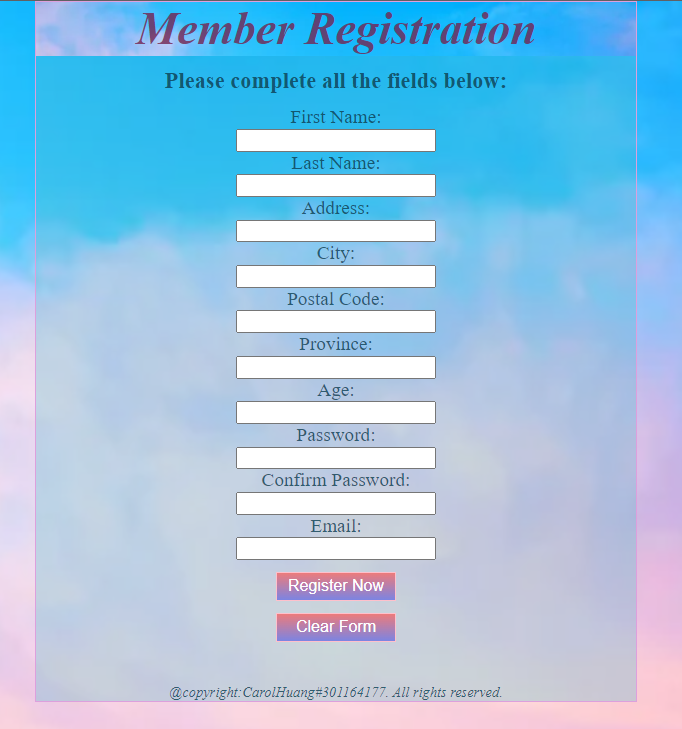 Member Registration
Please complete all the fields below:
First Name:
Last Name:
Address:
City:
Postal Code:
Province:
Age:
Password:
Confirm Password:
Email:
Register Now
Clear Form
@copyright:CarolHuang#301164177. All rights reserved.